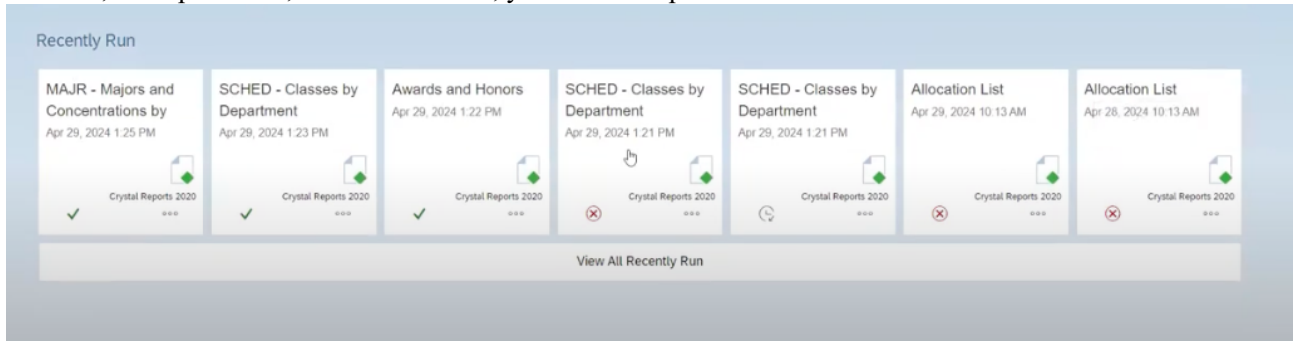 Recently Run
MAJR - Majors and
Concentrations by
Apr 29, 2024 1:25 PM
Crystal Reports 2020
SCHED - Classes by
Department
Apr 29, 2024 1:23 PM
Crystal Reports 2020
Awards and Honors
Apr 29, 2024 1:22 PM
Crystal Reports 2020
SCHED - Classes by
Department
Apr 29, 2024 1:21 PM
Crystal Reports 2020
SCHED - Classes by
Department
Apr 29, 2024 1:21 PM
Crystal Reports 2020
Allocation List
Apr 29, 2024 10:13 AM
Crystal Reports 2020
Allocation List
Apr 28, 2024 10:13 AM
Crystal Reports 2020
View All Recently Run